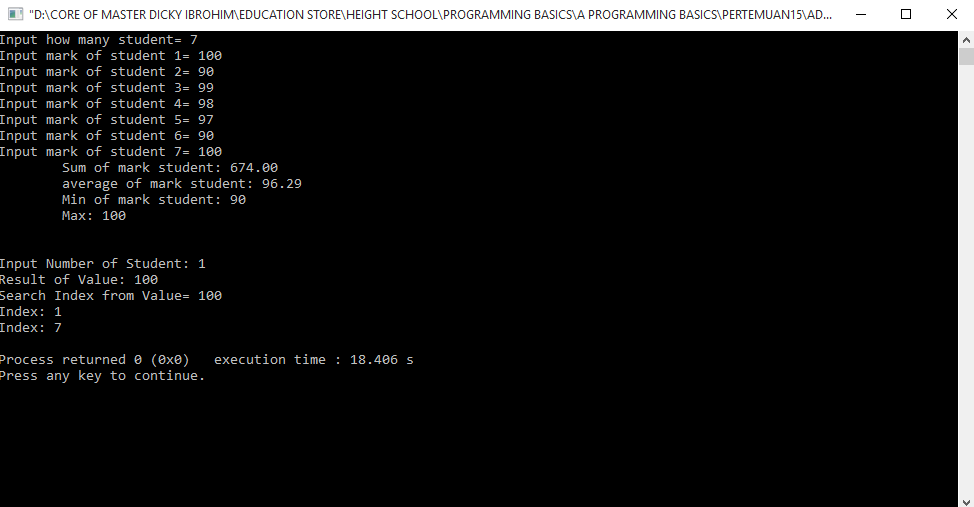 "D:\CORE OF MASTER DICKY IBROHIM\EDUCATION STORE\HEIGHT SCHOOL\PROGRAMMING BASICS\A PROGRAMMING BASICS\PERTEMUAN15\AD...
Input how many student= 7
Input mark of student 1= 100
Input mark of student 2= 90
Input mark of student 3= 99
Input mark of student 4= 98
Input mark of student 5= 97
Input mark of student 6= 90
Input mark of student 7= 100
Sum of mark student: 674.00
average of mark student: 96.29
Min of mark student: 90
Max: 100
Input Number of Student: 1
Result of Value: 100
Search Index from Value= 100
Index: 1
Index: 7
Process returned 0 (0x0)   execution time : 18.406 s
Press any key to continue.